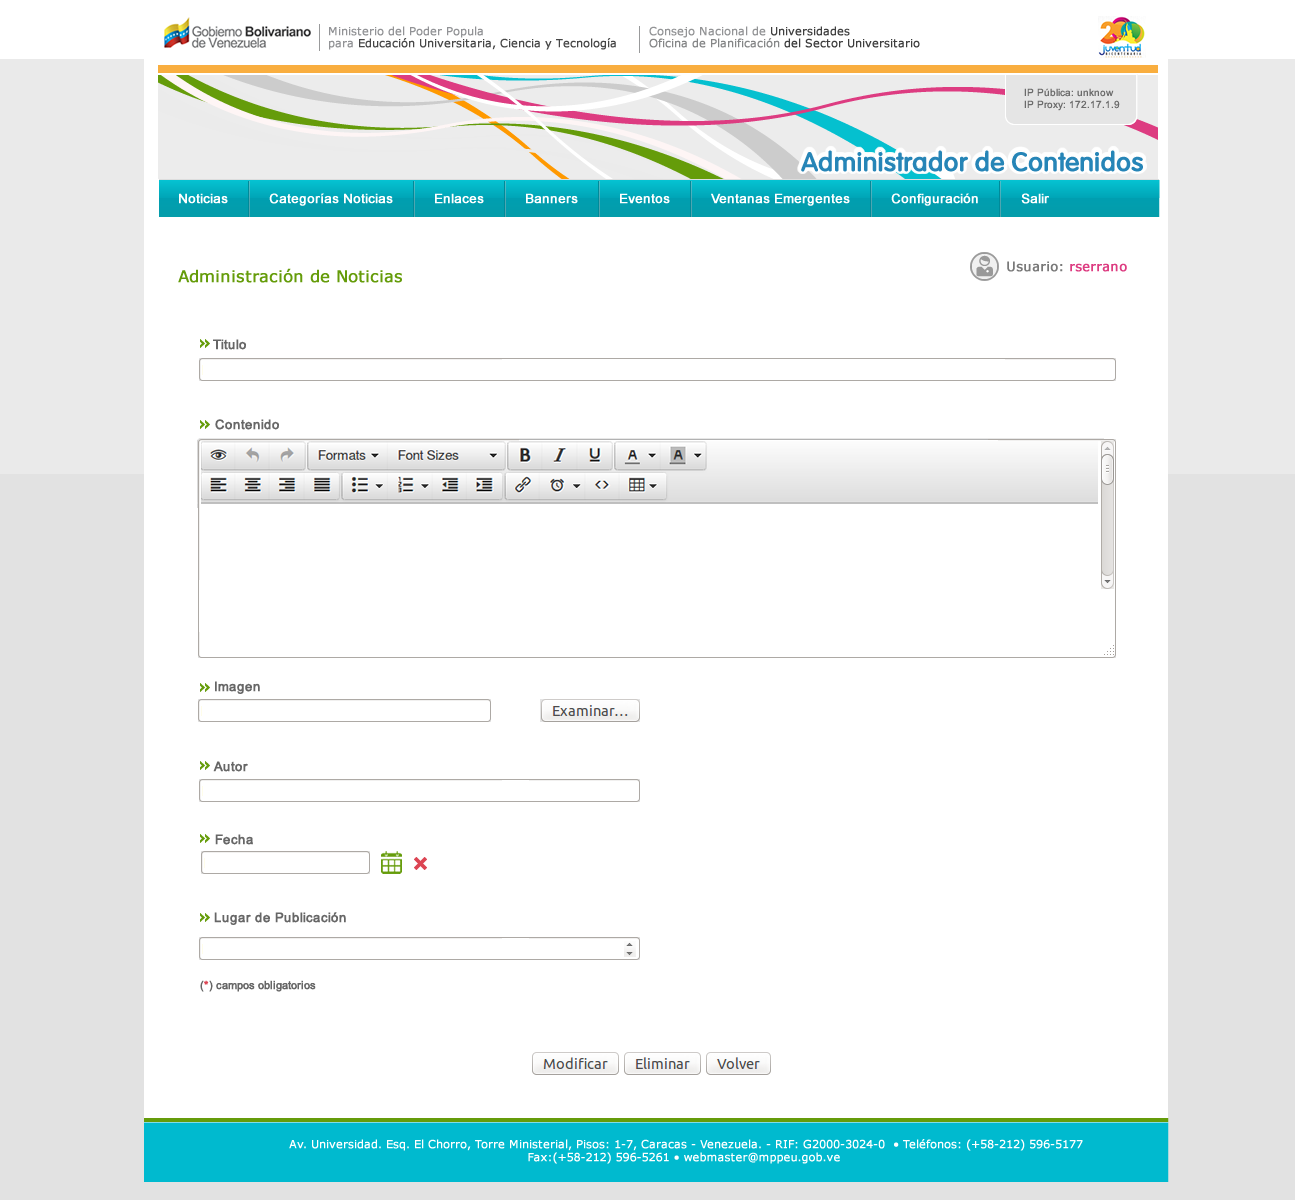 Gobierno Bolivariano
de Venezuela
Ministerio del Poder Popula
para Educación Universitaria, Ciencia y Tecnología
Consejo Nacional de Universidades
Oficina de Planificación del Sector Universitario
200
juventud
BICENTENARIA
IP Pública: unknow
IP Proxy: 172.17.1.9
Administrador de Contenidos
Noticias Categorías Noticias Enlaces Banners Eventos Ventanas Emergentes Configuración Salir
Administración de Noticias
Usuario: rserrano
Titulo
Contenido
Formats Font Sizes B I U A A
Imagen
Examinar...
Autor
Fecha
Lugar de Publicación
(*) campos obligatorios
Modificar Eliminar Volver
Av. Universidad. Esq. El Chorro, Torre Ministerial, Pisos: 1-7, Caracas - Venezuela. - RIF: G2000-3024-0 • Teléfonos: (+58-212) 596-5177
Fax:(+58-212) 596-5261 • webmaster@mppeu.gob.ve